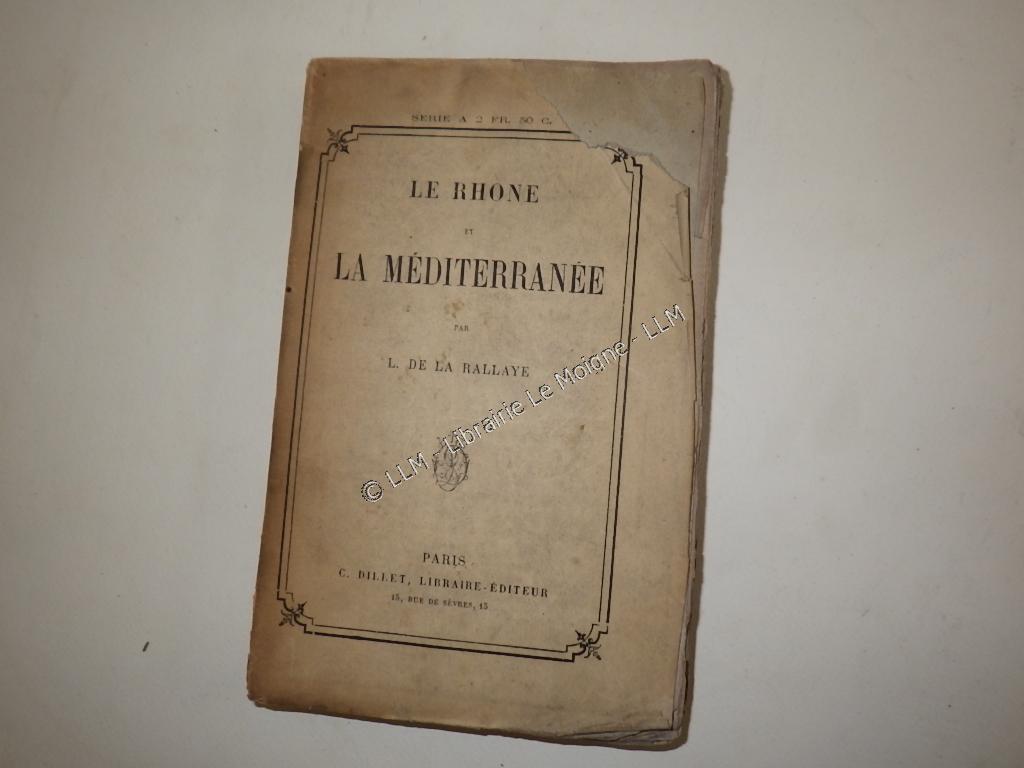 SERIE A 2 FR. 50 C.
LE RHONE
ET
LA MÉDITERRANÉE
PAR
L. DE LA RALLAYE
© LLM - Librairie Le Moigne - LLM
PARIS
C. DILLET, LIBRAIRE-ÉDITEUR
15, RUE DE SÈVRES, 15